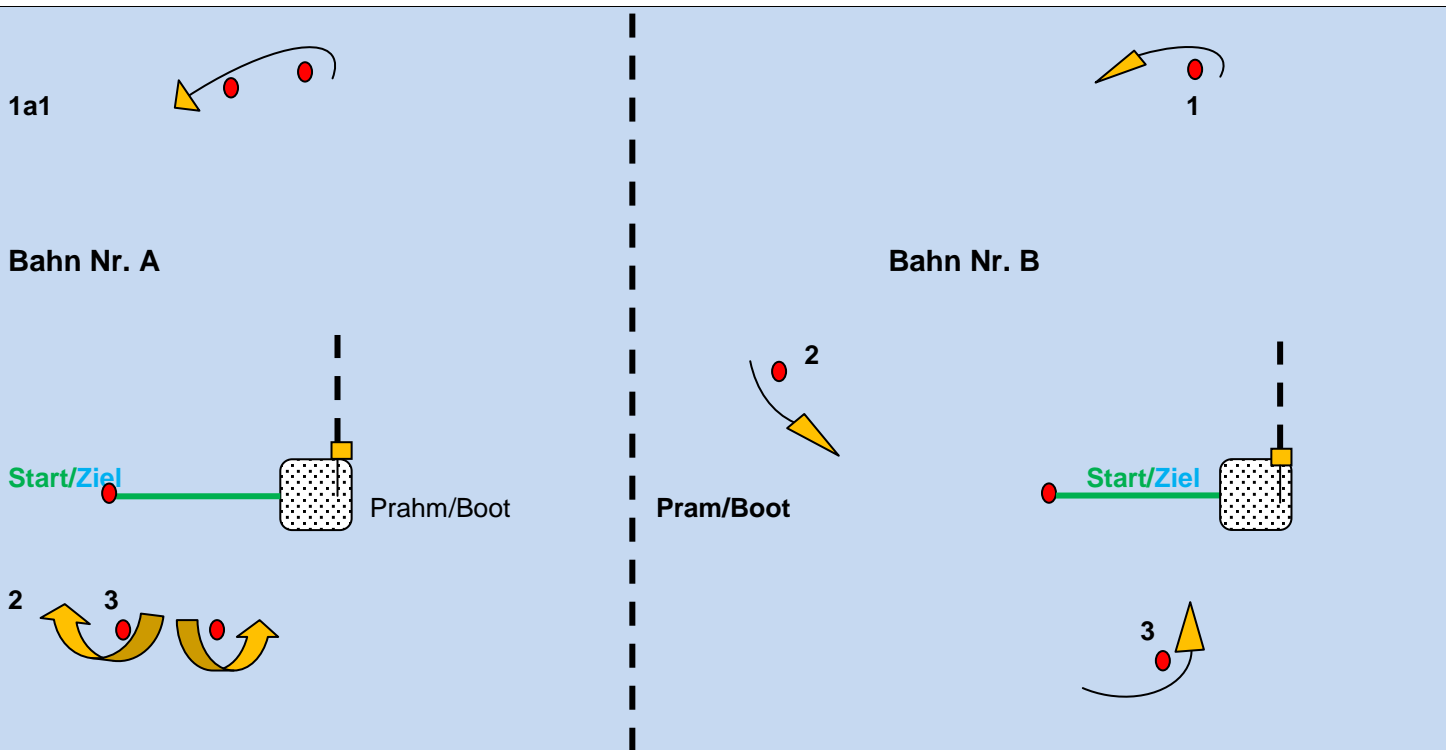 1a1
Bahn Nr. A
Start/Ziel
Prahm/Boot
2 3
1
Bahn Nr. B
2
Start/Ziel
Pram/Boot
3